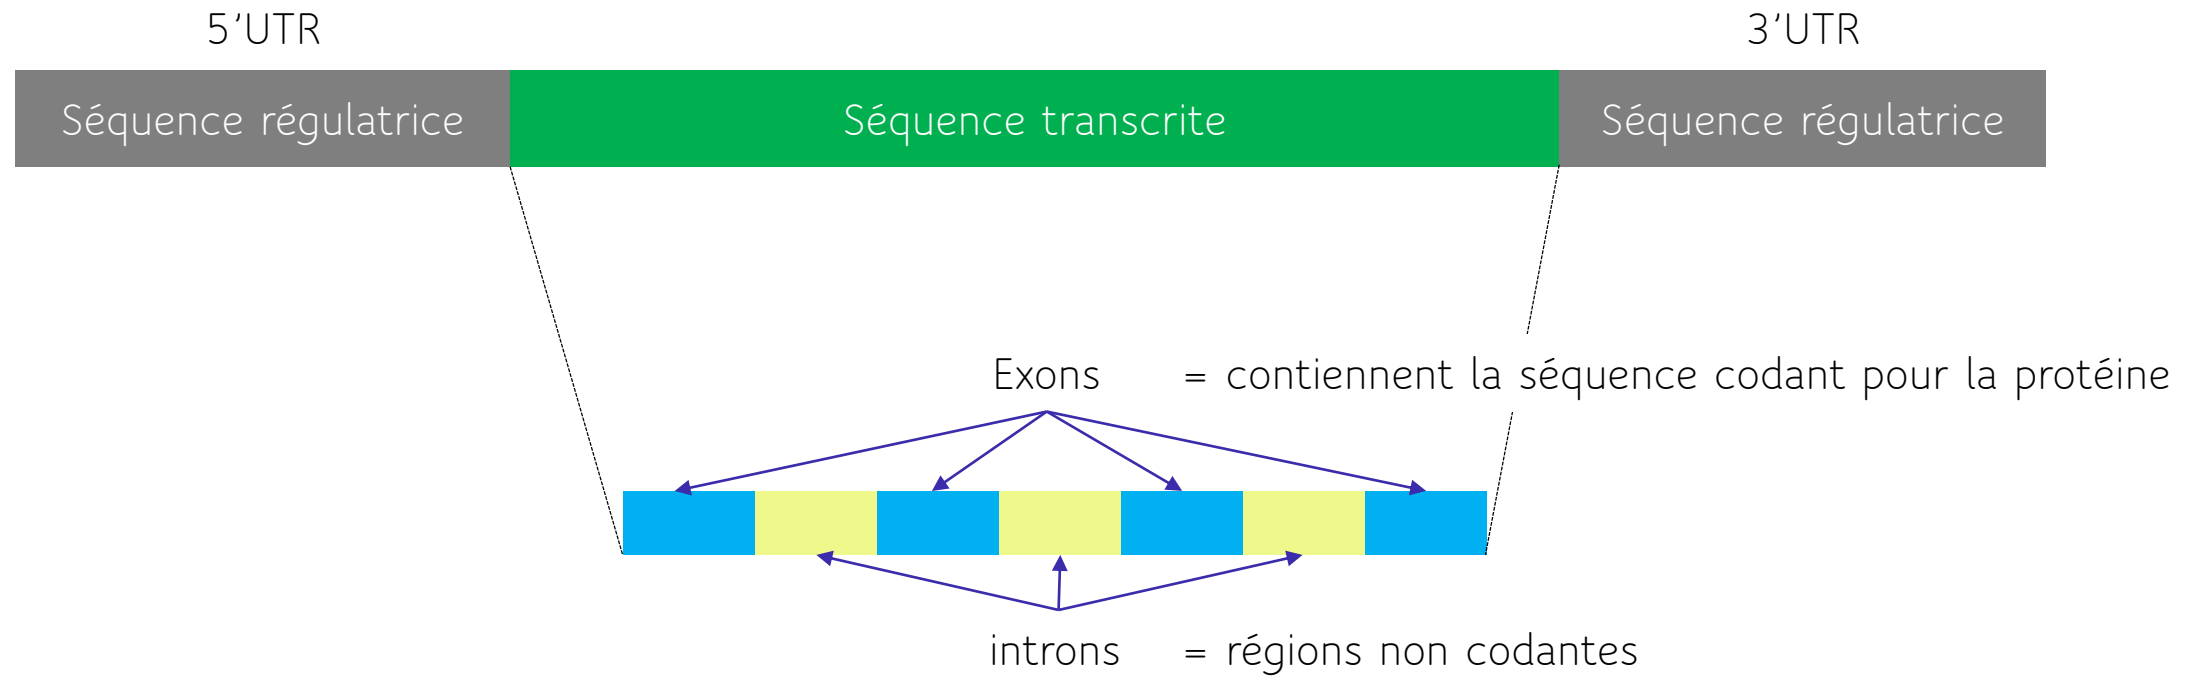 5’UTR
3’UTR
Séquence régulatrice
Séquence transcrite
Séquence régulatrice
Exons = contiennent la séquence codant pour la protéine
introns = régions non codantes